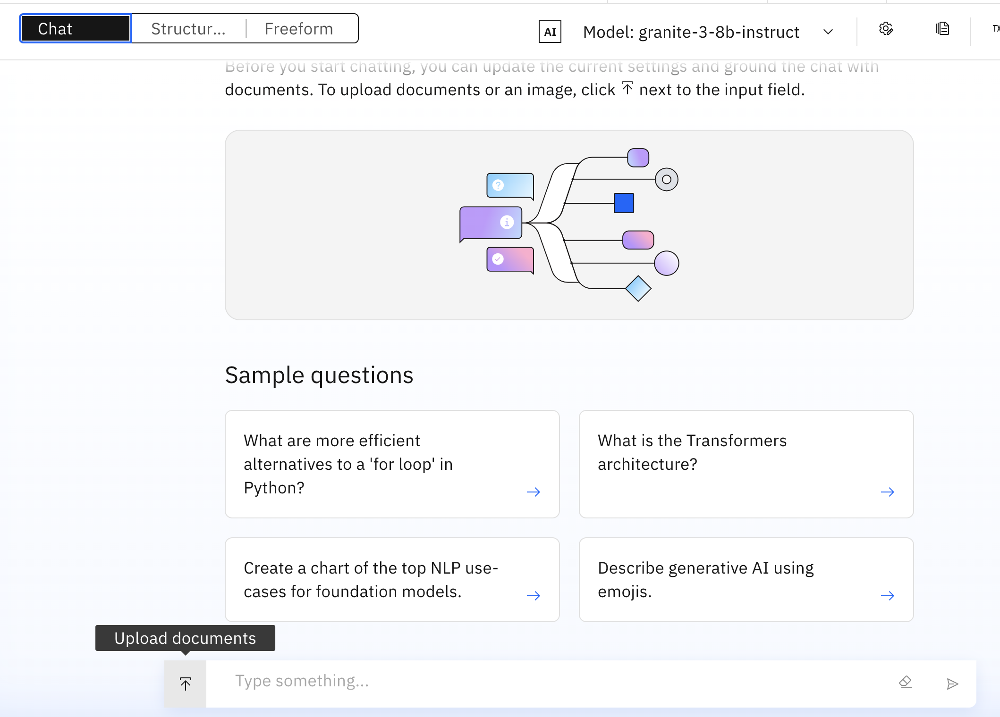 Chat
Structur...
Freeform
AI
Model: granite-3-8b-instruct
Before you start chatting, you can update the current settings and ground the chat with
documents. To upload documents or an image, click next to the input field.
Sample questions
What are more efficient
alternatives to a 'for loop' in
Python?
What is the Transformers
architecture?
Create a chart of the top NLP use-
cases for foundation models.
Describe generative AI using
emojis.
Upload documents
Type something...